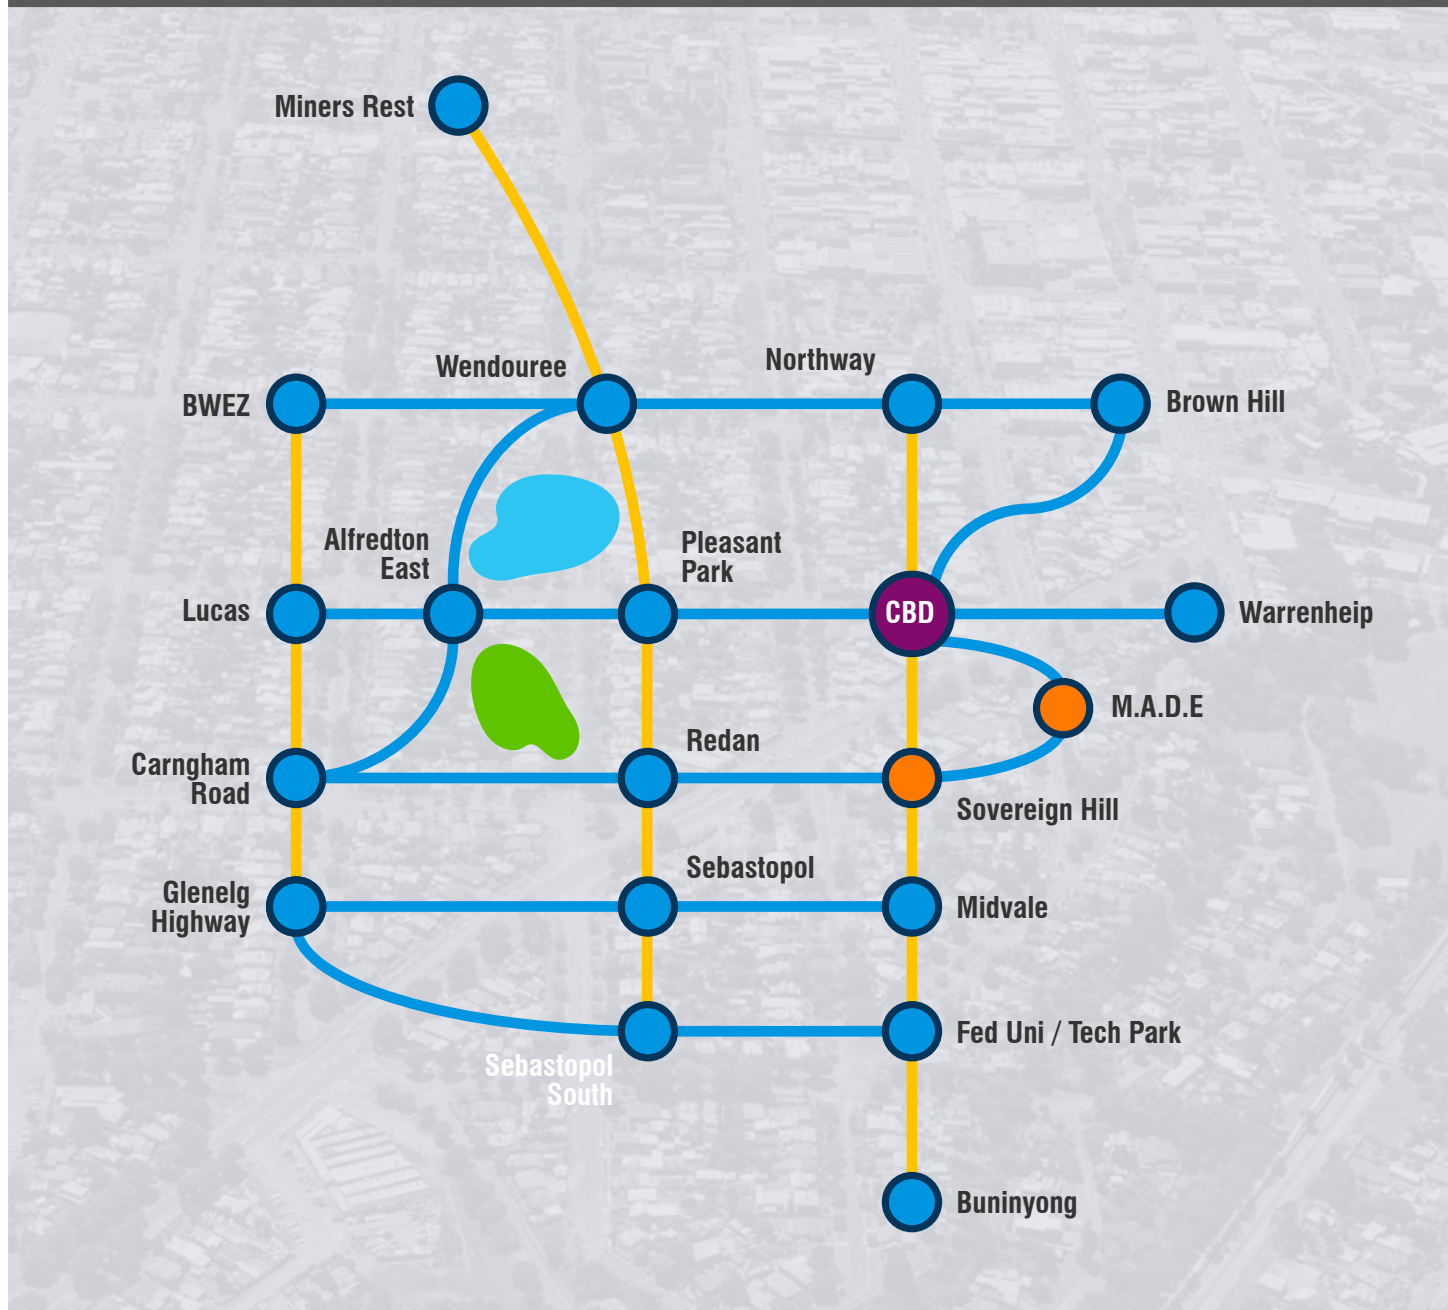 Miners Rest
Wendouree
Northway
BWEZ
Brown Hill
Alfredton
East
Pleasant
Park
Lucas
CBD
Warrenheip
M.A.D.E
Redan
Carngham
Road
Sovereign Hill
Sebastopol
Glenelg
Highway
Midvale
Fed Uni / Tech Park
Sebastopol
South
Buninyong